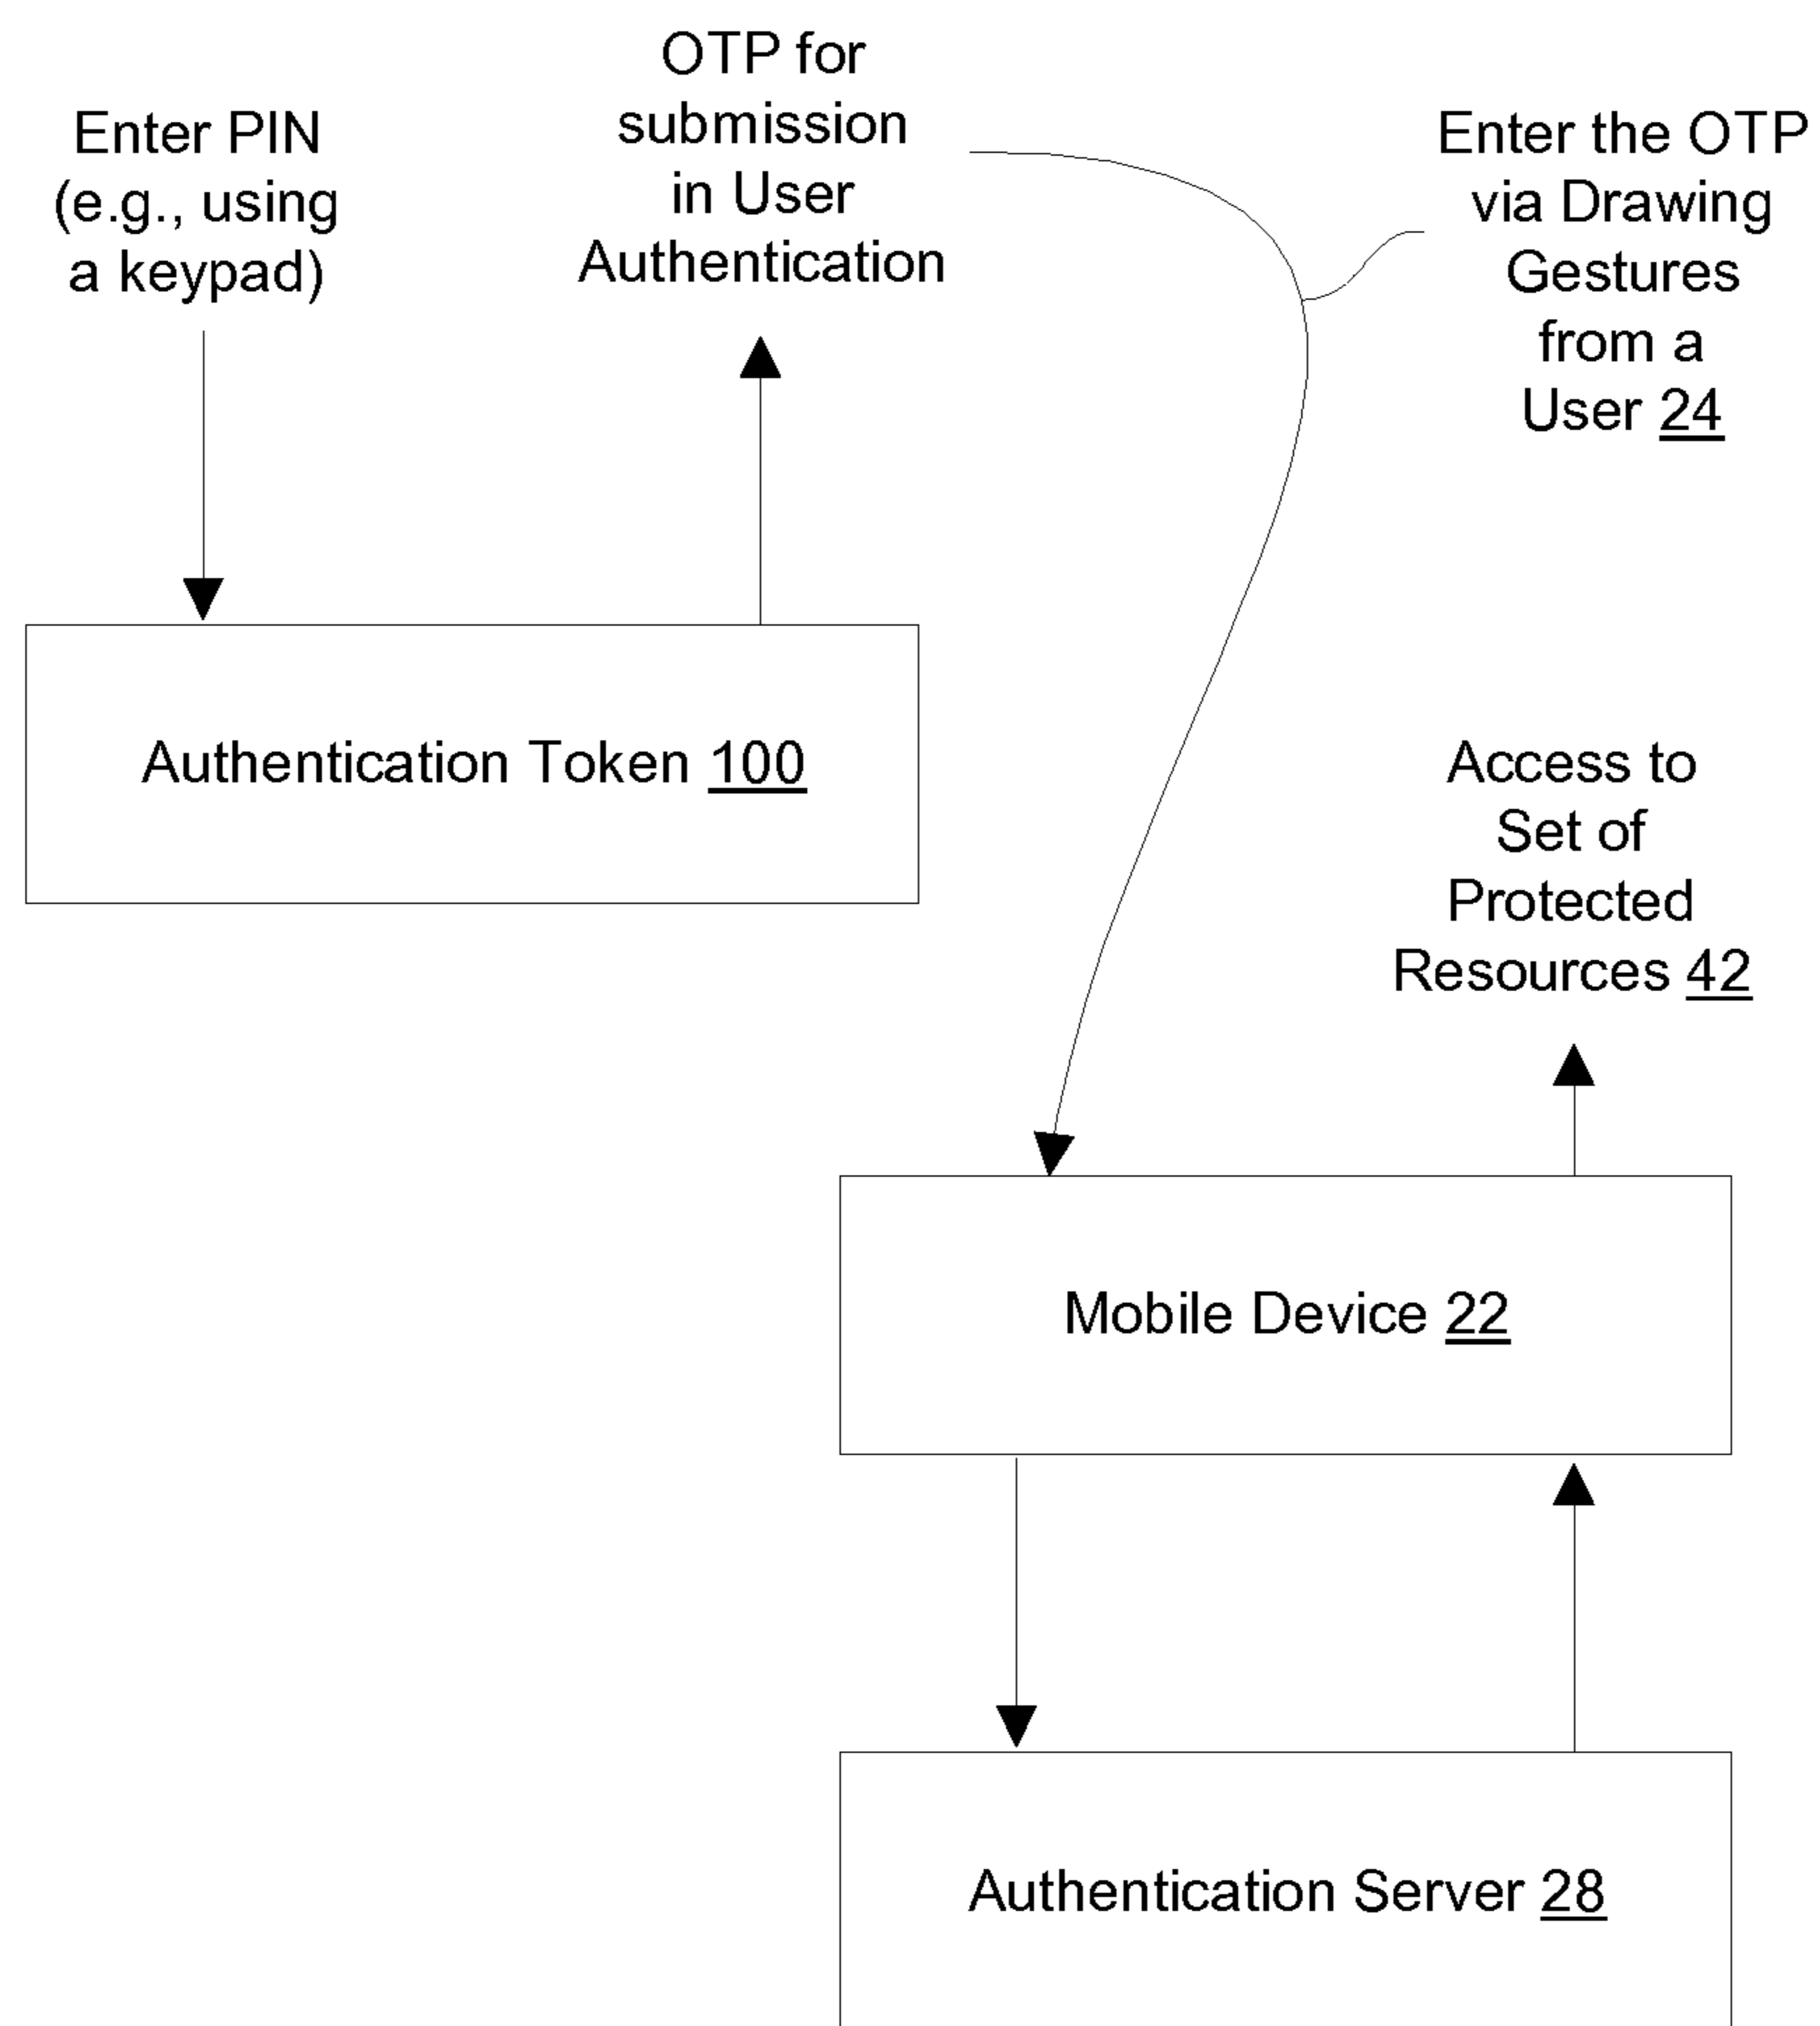 Enter PIN
(e.g., using
a keypad)
OTP for
submission
in User
Authentication
Enter the OTP
via Drawing
Gestures
from a
User 24
Authentication Token 100
Access to
Set of
Protected
Resources 42
Mobile Device 22
Authentication Server 28